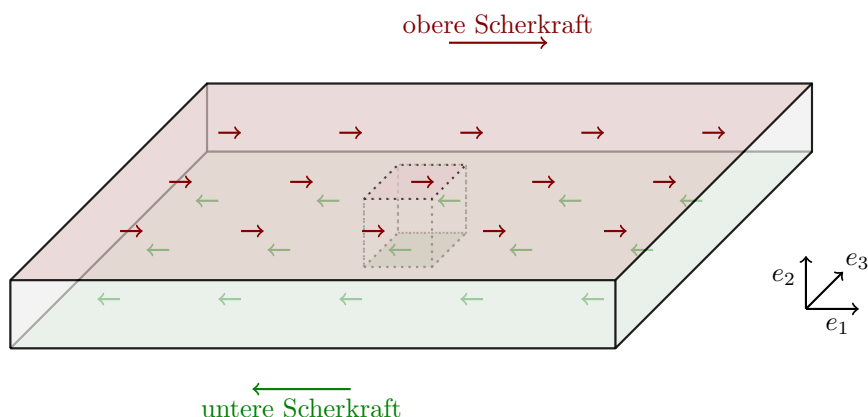 obere Scherkraft
e₃
e₂
e₁
untere Scherkraft